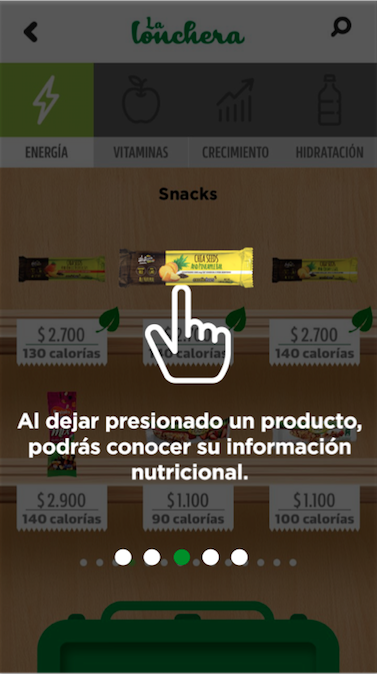 La
lonchera
ENERGÍA VITAMINAS CRECIMIENTO HIDRATACIÓN
Snacks
CHIA SEEDS
$2.700 $2.700
130 calorías 140 calorías
Al dejar presionado un producto,
podrás conocer su información
nutricional.
$2.900 $1.100 $1.100
140 calorías 90 calorías 100 calorías